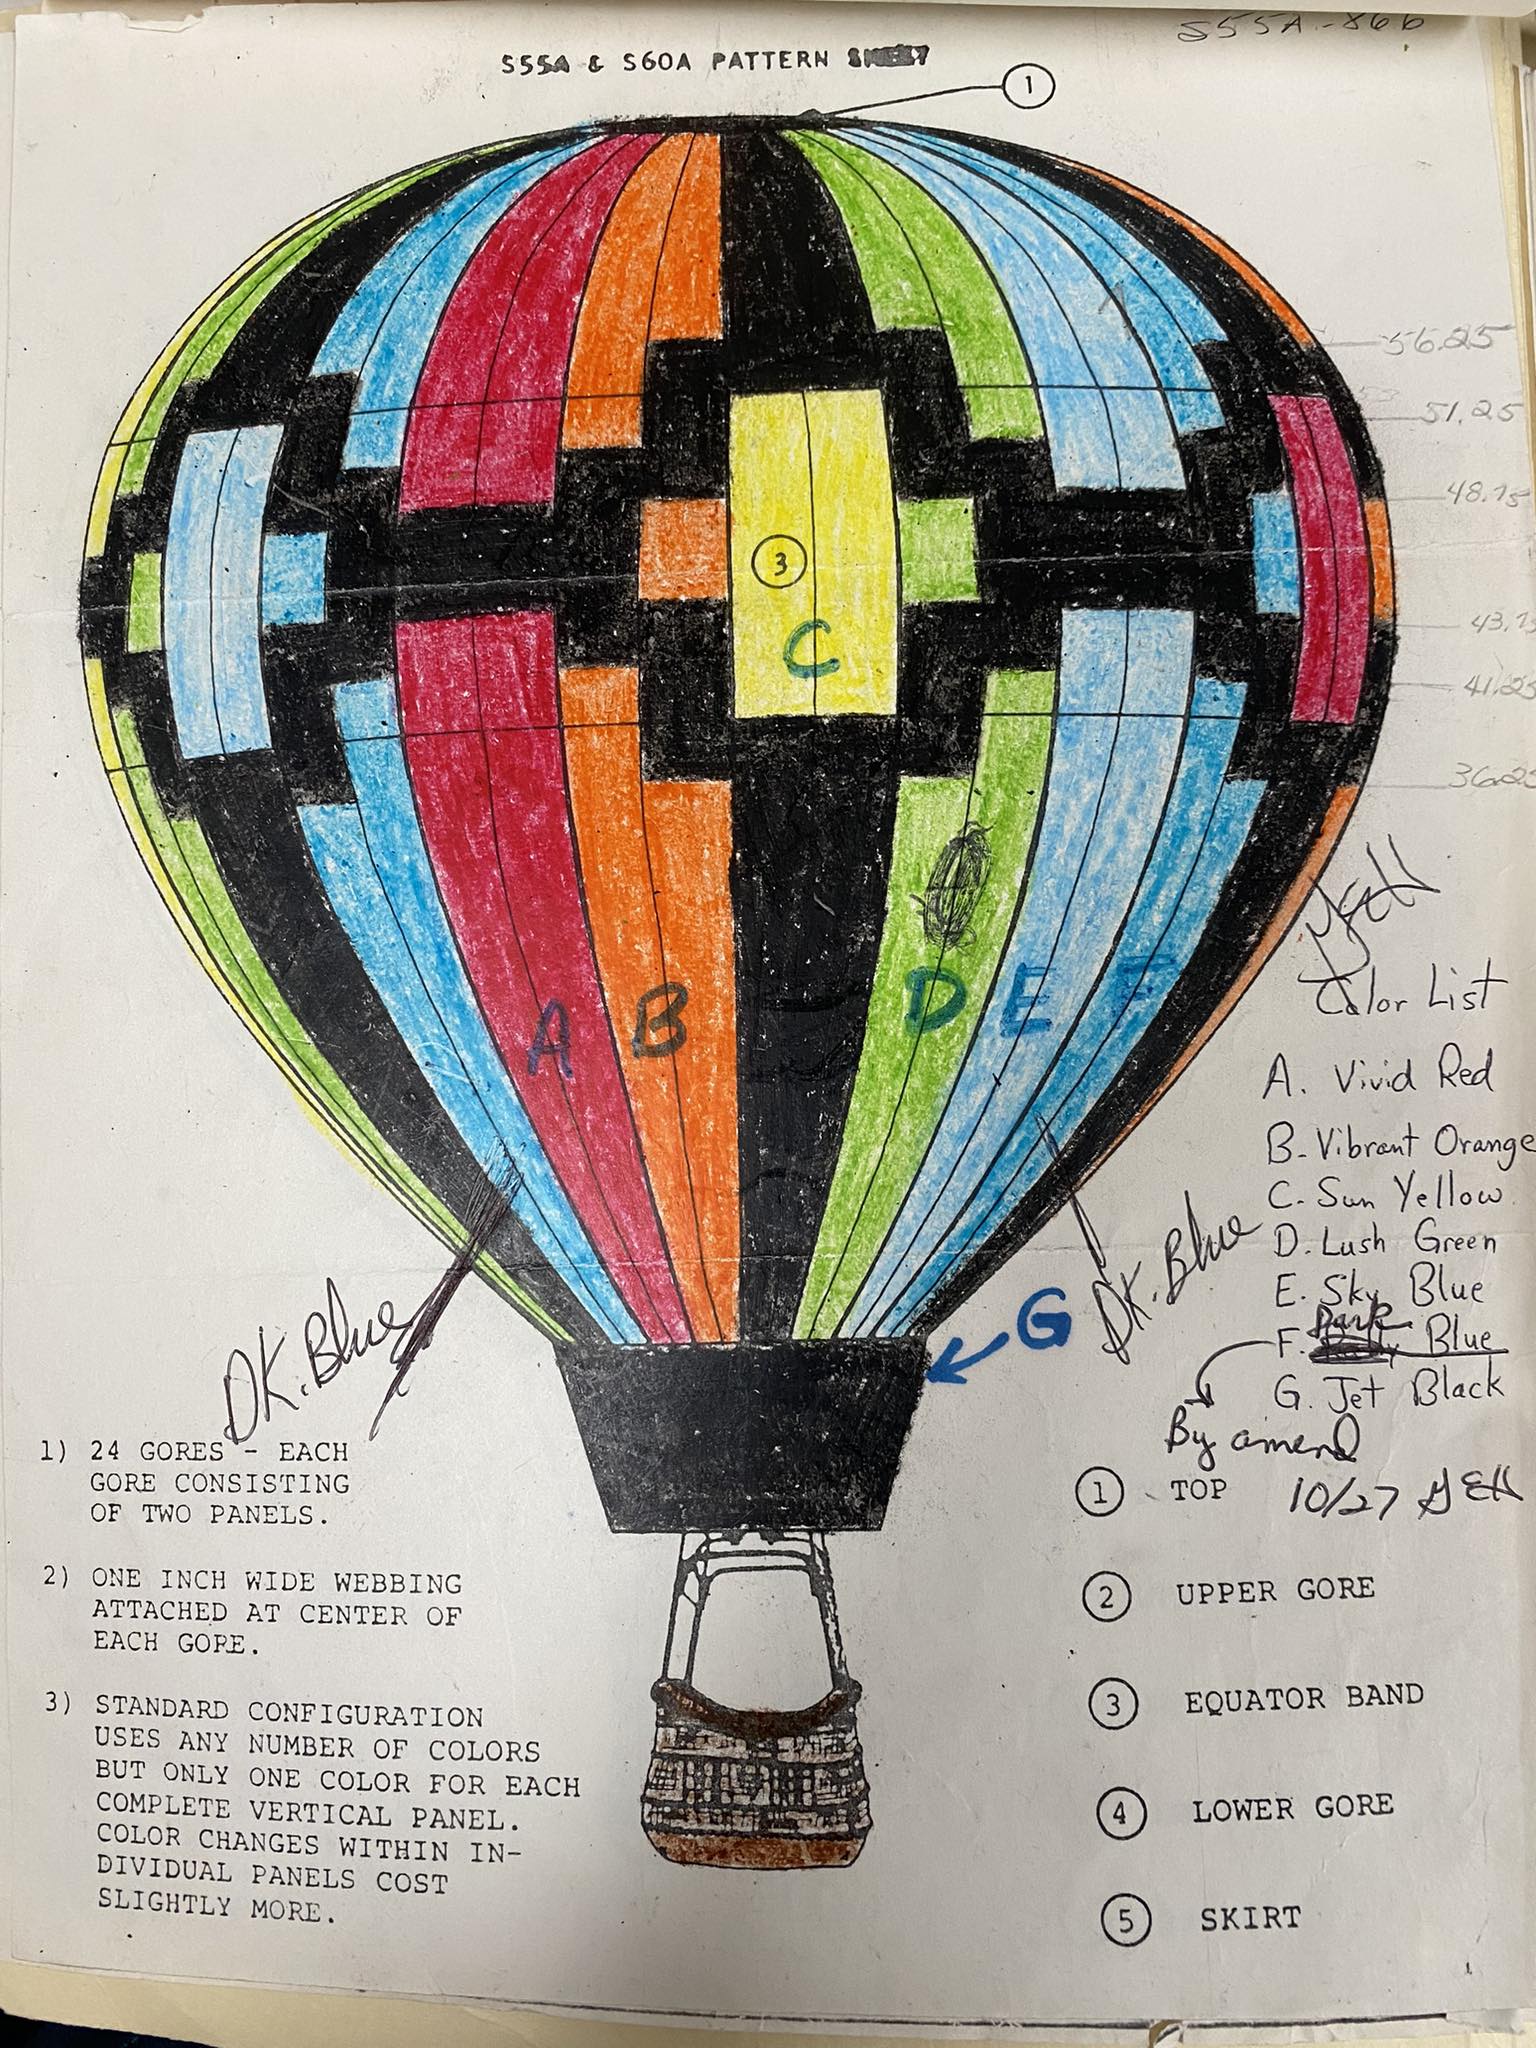 S55A-866
S55A & S60A PATTERN SHEET
1
56.25
51.25
53
48.75
3
43.75
C
41.25
36.25
Color List
A B D E F
A. Vivid Red
B. Vibrant Orange
C. Sun Yellow
D. Lush Green
E. Sky Blue
Dark
F. Blue
G. Jet Black
G
DK. Blue
DK. Blue
By amend
10/27 GEH
1) 24 GORES - EACH
GORE CONSISTING
OF TWO PANELS.
2) ONE INCH WIDE WEBBING
ATTACHED AT CENTER OF
EACH GORE.
3) STANDARD CONFIGURATION
USES ANY NUMBER OF COLORS
BUT ONLY ONE COLOR FOR EACH
COMPLETE VERTICAL PANEL.
COLOR CHANGES WITHIN IN-
DIVIDUAL PANELS COST
SLIGHTLY MORE.
1 TOP
2 UPPER GORE
3 EQUATOR BAND
4 LOWER GORE
5 SKIRT